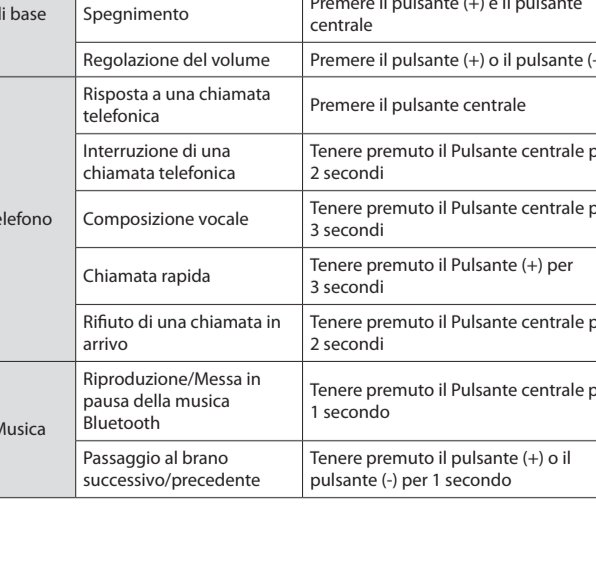 di base
Spegnimento
Premere il pulsante (+) e il pulsante
centrale
Regolazione del volume
Premere il pulsante (+) o il pulsante (-
Risposta a una chiamata
telefonica
Premere il pulsante centrale
Interruzione di una
chiamata telefonica
Tenere premuto il Pulsante centrale p
2 secondi
elefono
Composizione vocale
Tenere premuto il Pulsante centrale p
3 secondi
Chiamata rapida
Tenere premuto il Pulsante (+) per
3 secondi
Rifiuto di una chiamata in
arrivo
Tenere premuto il Pulsante centrale p
2 secondi
Musica
Riproduzione/Messa in
pausa della musica
Bluetooth
Tenere premuto il Pulsante centrale p
1 secondo
Passaggio al brano
successivo/precedente
Tenere premuto il pulsante (+) o il
pulsante (-) per 1 secondo